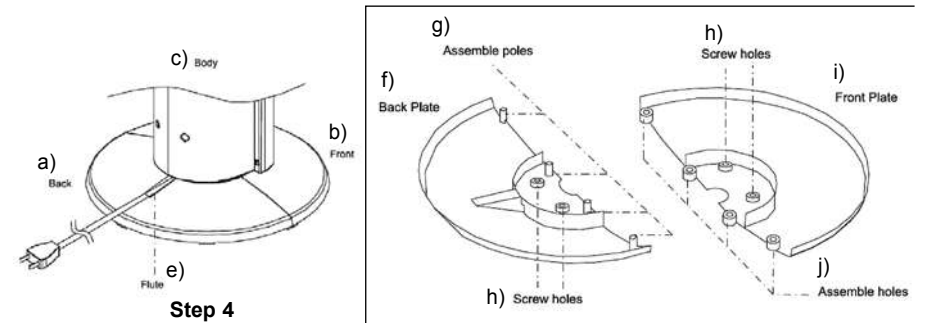 c) Body
b)
Front
a)
Back
e)
Flute
Step 4
g)
Assemble poles
h)
Screw holes
f)
Back Plate
i)
Front Plate
h) Screw holes
j)
Assemble holes